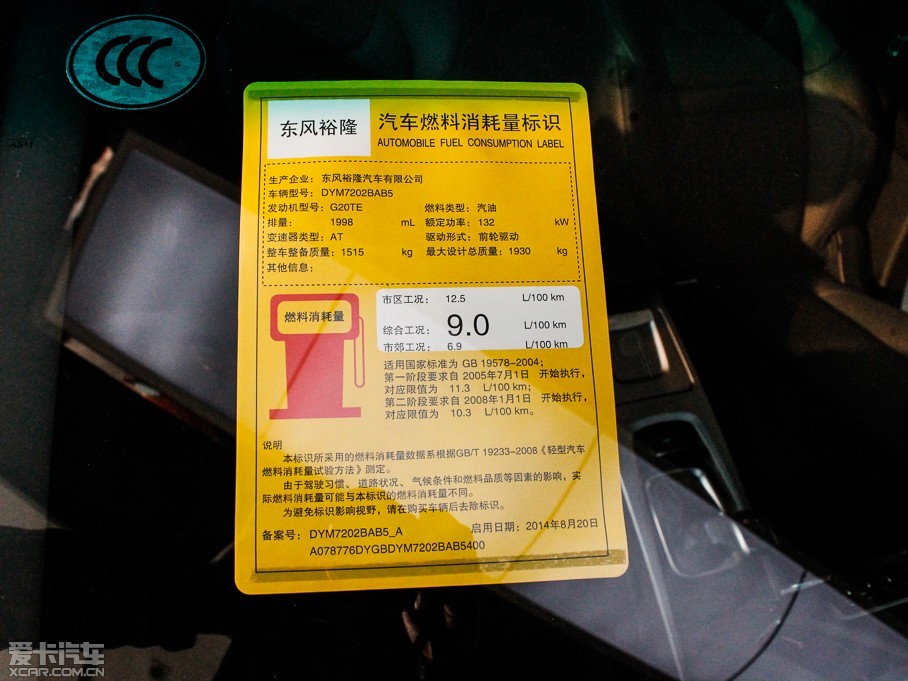 CCC
S
东风裕隆
汽车燃料消耗量标识
AUTOMOBILE FUEL CONSUMPTION LABEL
生产企业： 东风裕隆汽车有限公司
车辆型号： DYM7202BAB5
发动机型号：G20TE 燃料类型： 汽油
排量： 1998 mL 额定功率： 132 kW
变速器类型：AT 驱动形式： 前轮驱动
整车整备质量：1515 kg 最大设计总质量：1930 kg
其他信息：
燃料消耗量
市区工况： 12.5 L/100 km
综合工况： 9.0 L/100 km
市郊工况： 6.9 L/100 km
适用国家标准为 GB 19578-2004；
第一阶段要求自 2005年7月1日 开始执行，
对应限值为 11.3 L/100 km；
第二阶段要求自 2008年1月1日 开始执行，
对应限值为 10.3 L/100 km。
说明
本标识所采用的燃料消耗量数据系根据GB/T 19233-2008《轻型汽车
燃料消耗量试验方法》测定。
由于驾驶习惯、道路状况、气候条件和燃料品质等因素的影响，实
际燃料消耗量可能与本标识的燃料消耗量不同。
为避免标识影响视野，请在购买车辆后去除标识。
备案号： DYM7202BAB5_A 启用日期：2014年8月20日
A078776DYGBDYM7202BAB5400
爱卡汽车
XCAR.COM.CN